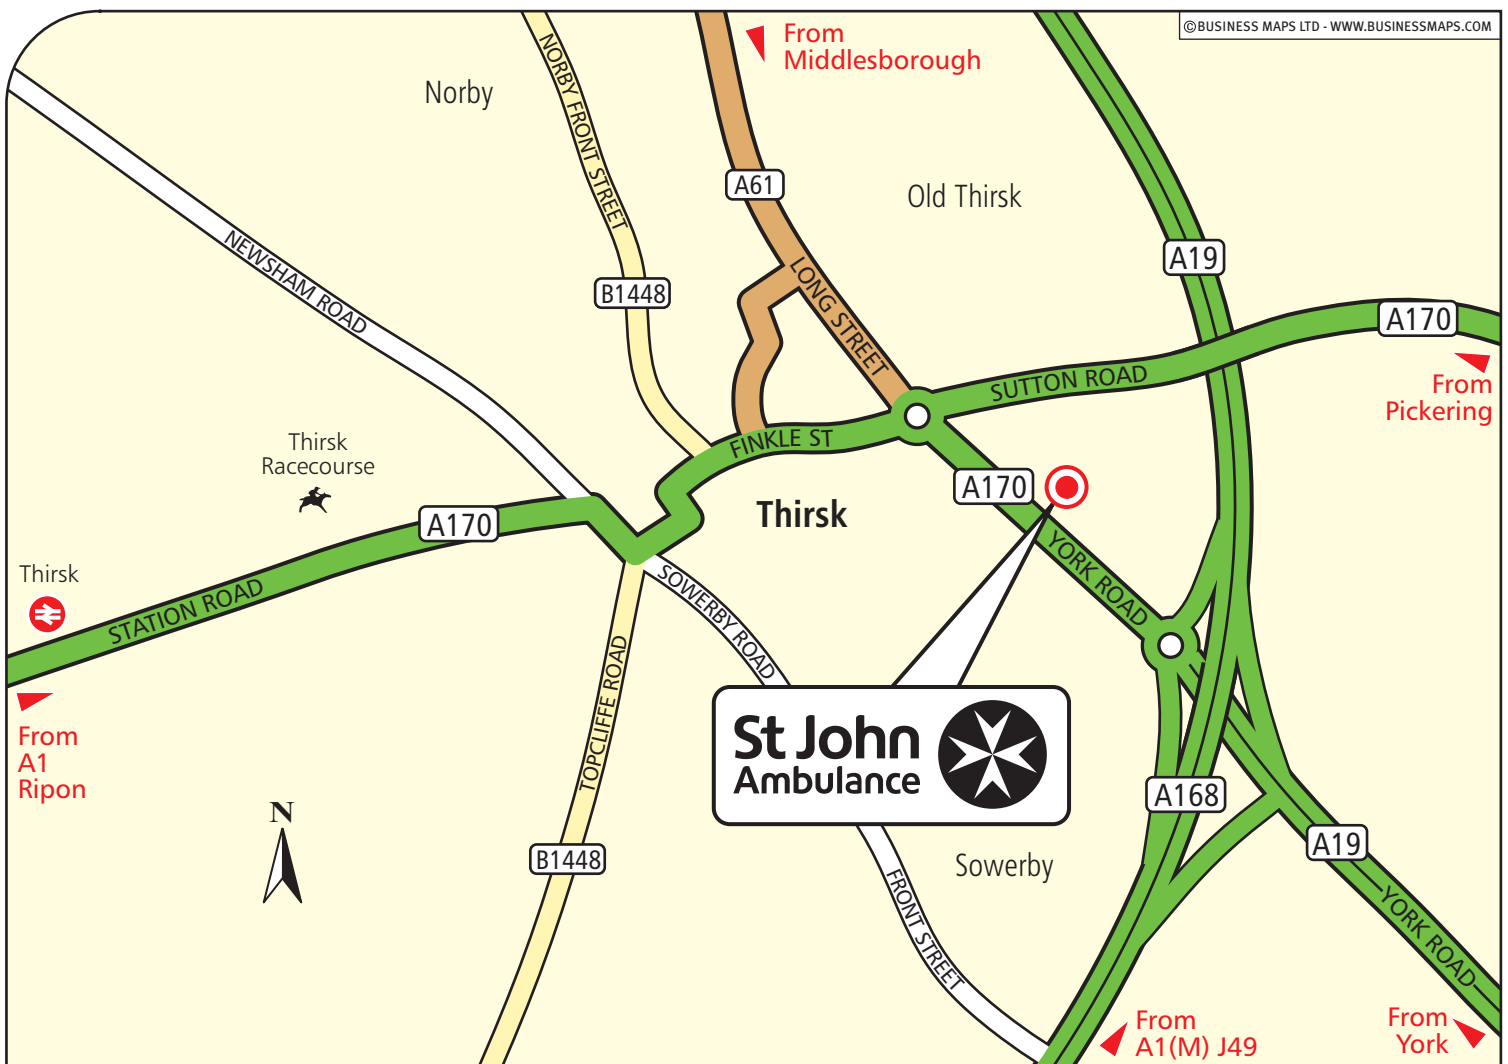 ©BUSINESS MAPS LTD - WWW.BUSINESSMAPS.COM
From
Middlesborough
Norby
NORBY FRONT STREET
A61
Old Thirsk
NEWSHAM ROAD
A19
LONG STREET
B1448
A170
SUTTON ROAD
From
Pickering
Thirsk
Racecourse
FINKLE ST
A170
Thirsk
A170
Thirsk
STATION ROAD
YORK ROAD
SOWERBY ROAD
TOPCLIFFE ROAD
From
A1
Ripon
St John
Ambulance
A168
N
A19
B1448
Sowerby
FRONT STREET
YORK ROAD
From
A1(M) J49
From
York